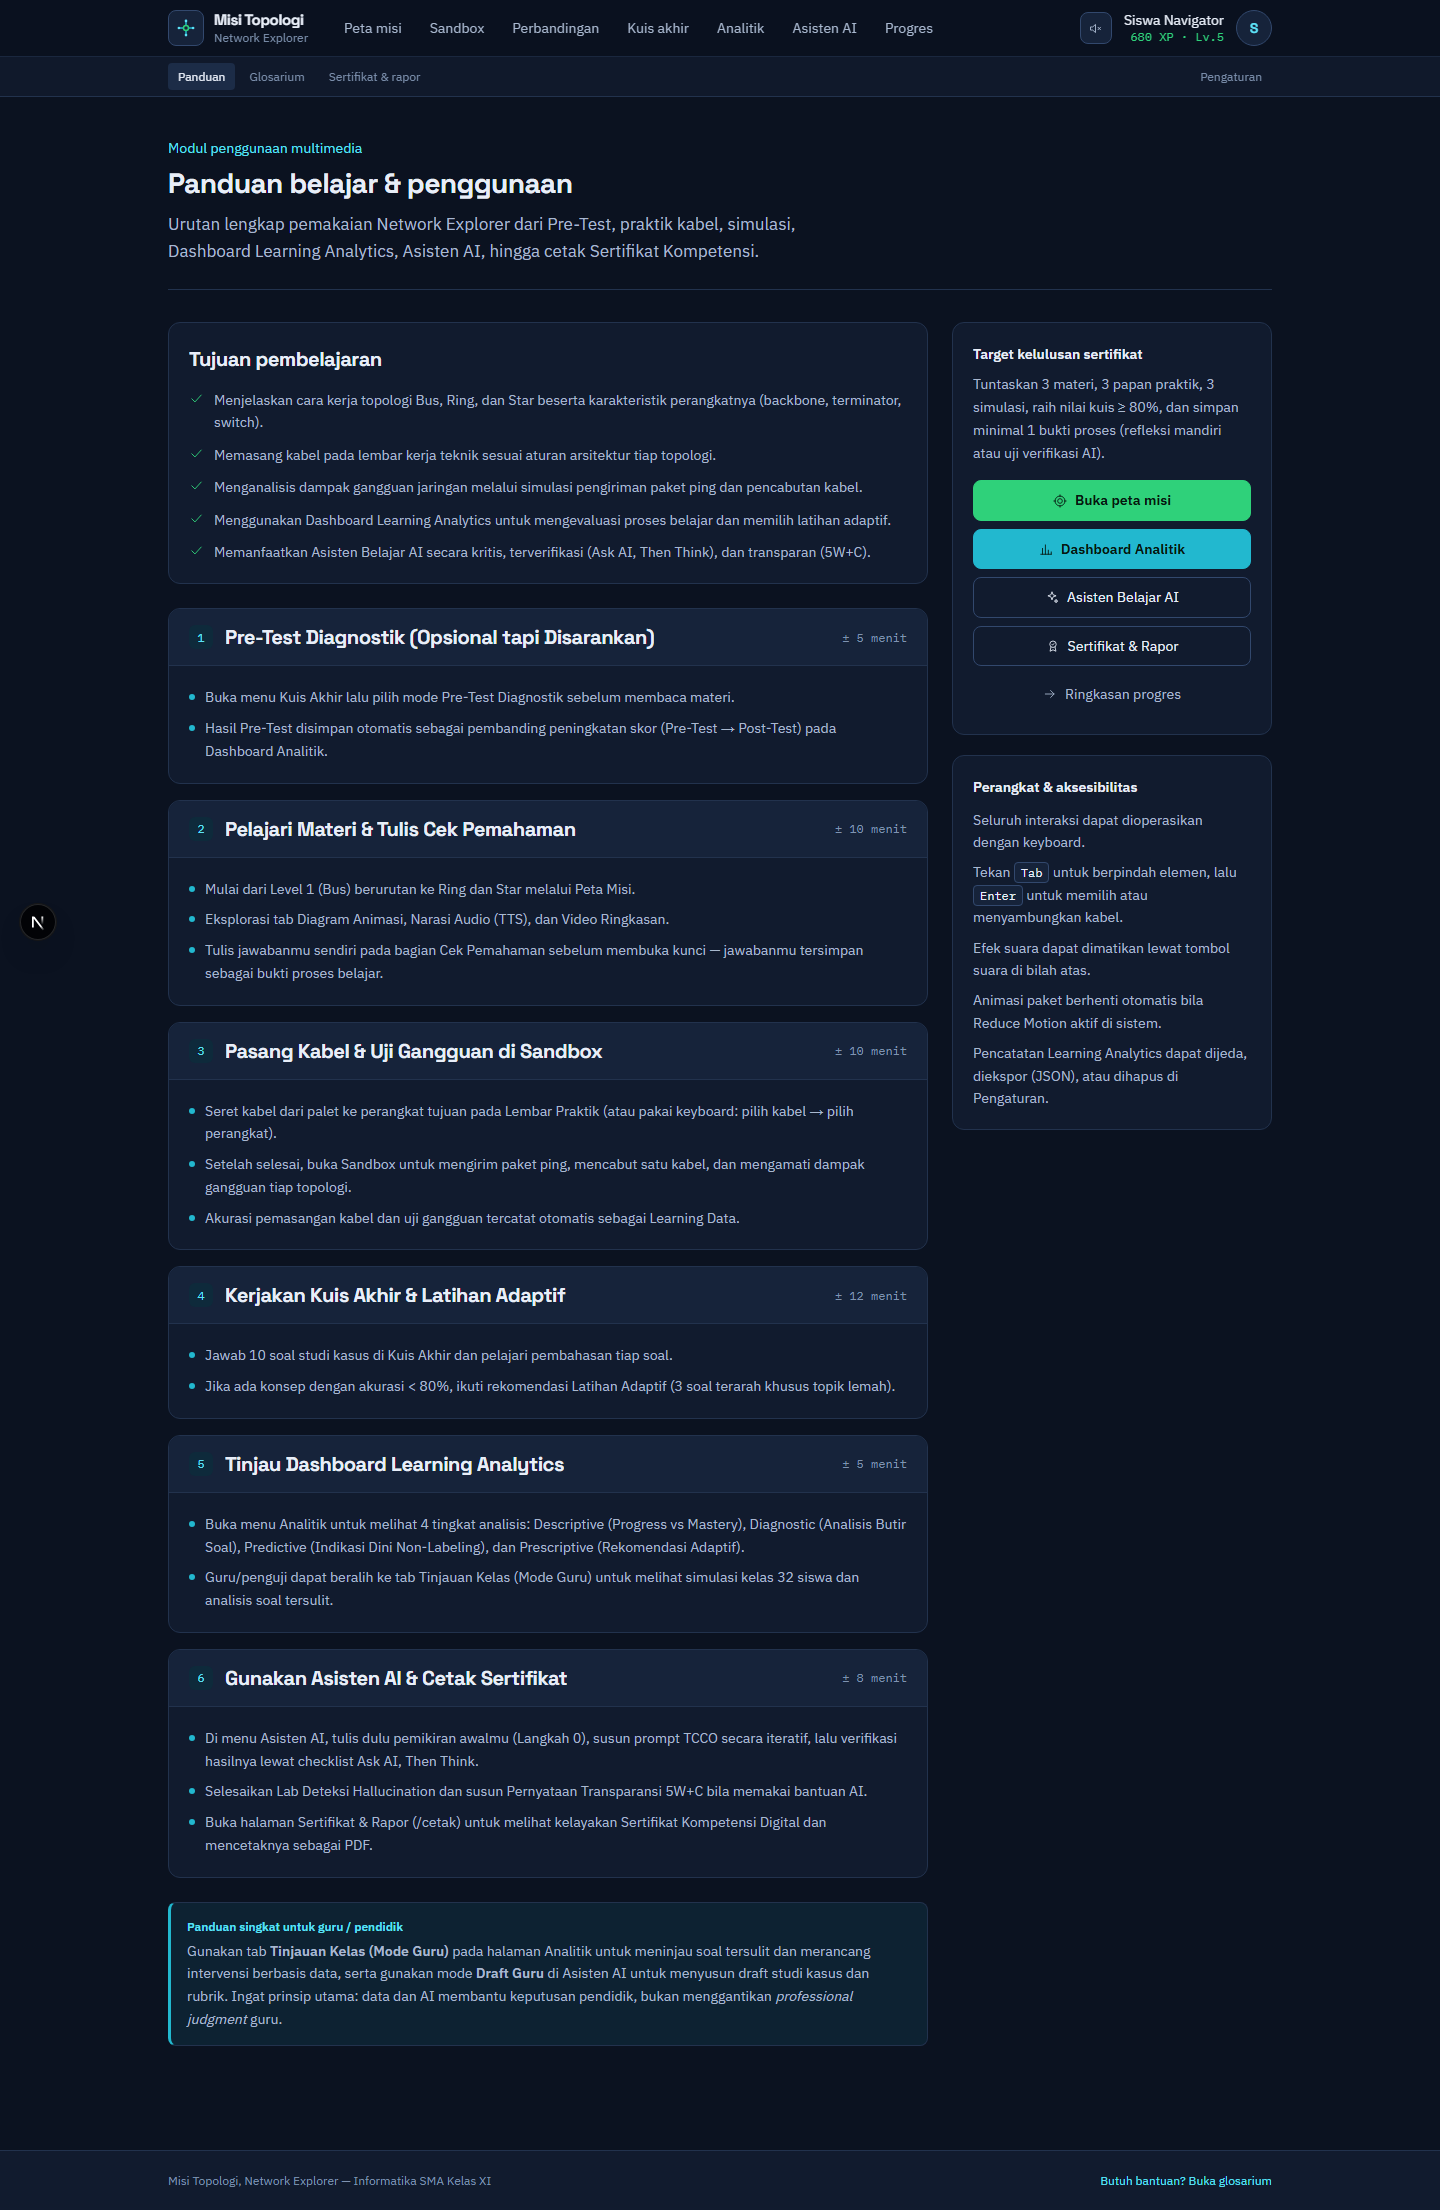 Misi Topologi
Network Explorer
Peta misi
Sandbox
Perbandingan
Kuis akhir
Analitik
Asisten AI
Progres
Siswa Navigator
680 XP · Lv.5
S
Panduan
Glosarium
Sertifikat & rapor
Pengaturan
Modul penggunaan multimedia
Panduan belajar & penggunaan
Urutan lengkap pemakaian Network Explorer dari Pre-Test, praktik kabel, simulasi,
Dashboard Learning Analytics, Asisten AI, hingga cetak Sertifikat Kompetensi.
Tujuan pembelajaran
Menjelaskan cara kerja topologi Bus, Ring, dan Star beserta karakteristik perangkatnya (backbone, terminator,
switch).
Memasang kabel pada lembar kerja teknik sesuai aturan arsitektur tiap topologi.
Menganalisis dampak gangguan jaringan melalui simulasi pengiriman paket ping dan pencabutan kabel.
Menggunakan Dashboard Learning Analytics untuk mengevaluasi proses belajar dan memilih latihan adaptif.
Memanfaatkan Asisten Belajar AI secara kritis, terverifikasi (Ask AI, Then Think), dan transparan (5W+C).
1
Pre-Test Diagnostik (Opsional tapi Disarankan)
± 5 menit
Buka menu Kuis Akhir lalu pilih mode Pre-Test Diagnostik sebelum membaca materi.
Hasil Pre-Test disimpan otomatis sebagai pembanding peningkatan skor (Pre-Test → Post-Test) pada
Dashboard Analitik.
2
Pelajari Materi & Tulis Cek Pemahaman
± 10 menit
Mulai dari Level 1 (Bus) berurutan ke Ring dan Star melalui Peta Misi.
Eksplorasi tab Diagram Animasi, Narasi Audio (TTS), dan Video Ringkasan.
Tulis jawabanmu sendiri pada bagian Cek Pemahaman sebelum membuka kunci — jawabanmu tersimpan
sebagai bukti proses belajar.
3
Pasang Kabel & Uji Gangguan di Sandbox
± 10 menit
Seret kabel dari palet ke perangkat tujuan pada Lembar Praktik (atau pakai keyboard: pilih kabel → pilih
perangkat).
Setelah selesai, buka Sandbox untuk mengirim paket ping, mencabut satu kabel, dan mengamati dampak
gangguan tiap topologi.
Akurasi pemasangan kabel dan uji gangguan tercatat otomatis sebagai Learning Data.
4
Kerjakan Kuis Akhir & Latihan Adaptif
± 12 menit
Jawab 10 soal studi kasus di Kuis Akhir dan pelajari pembahasan tiap soal.
Jika ada konsep dengan akurasi < 80%, ikuti rekomendasi Latihan Adaptif (3 soal terarah khusus topik lemah).
5
Tinjau Dashboard Learning Analytics
± 5 menit
Buka menu Analitik untuk melihat 4 tingkat analisis: Descriptive (Progress vs Mastery), Diagnostic (Analisis Butir
Soal), Predictive (Indikasi Dini Non-Labeling), dan Prescriptive (Rekomendasi Adaptif).
Guru/penguji dapat beralih ke tab Tinjauan Kelas (Mode Guru) untuk melihat simulasi kelas 32 siswa dan
analisis soal tersulit.
6
Gunakan Asisten AI & Cetak Sertifikat
± 8 menit
Di menu Asisten AI, tulis dulu pemikiran awalmu (Langkah 0), susun prompt TCCO secara iteratif, lalu verifikasi
hasilnya lewat checklist Ask AI, Then Think.
Selesaikan Lab Deteksi Hallucination dan susun Pernyataan Transparansi 5W+C bila memakai bantuan AI.
Buka halaman Sertifikat & Rapor (/cetak) untuk melihat kelayakan Sertifikat Kompetensi Digital dan
mencetaknya sebagai PDF.
Panduan singkat untuk guru / pendidik
Gunakan tab Tinjauan Kelas (Mode Guru) pada halaman Analitik untuk meninjau soal tersulit dan merancang
intervensi berbasis data, serta gunakan mode Draft Guru di Asisten AI untuk menyusun draft studi kasus dan
rubrik. Ingat prinsip utama: data dan AI membantu keputusan pendidik, bukan menggantikan professional
judgment guru.
Target kelulusan sertifikat
Tuntaskan 3 materi, 3 papan praktik, 3
simulasi, raih nilai kuis ≥ 80%, dan simpan
minimal 1 bukti proses (refleksi mandiri
atau uji verifikasi AI).
Buka peta misi
Dashboard Analitik
Asisten Belajar AI
Sertifikat & Rapor
→ Ringkasan progres
Perangkat & aksesibilitas
Seluruh interaksi dapat dioperasikan
dengan keyboard.
Tekan Tab untuk berpindah elemen, lalu
Enter untuk memilih atau
menyambungkan kabel.
Efek suara dapat dimatikan lewat tombol
suara di bilah atas.
Animasi paket berhenti otomatis bila
Reduce Motion aktif di sistem.
Pencatatan Learning Analytics dapat dijeda,
diekspor (JSON), atau dihapus di
Pengaturan.
N
Misi Topologi, Network Explorer — Informatika SMA Kelas XI
Butuh bantuan? Buka glosarium